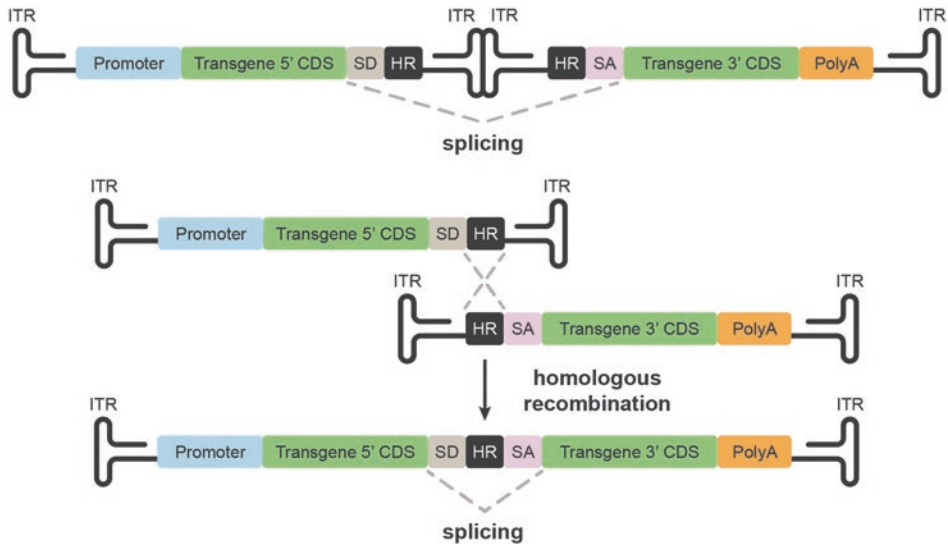 ITR ITR ITR ITR
Promoter Transgene 5' CDS SD HR HR SA Transgene 3' CDS PolyA
splicing
ITR ITR
Promoter Transgene 5' CDS SD HR
ITR ITR
HR SA Transgene 3' CDS PolyA
homologous
recombination
ITR ITR
Promoter Transgene 5' CDS SD HR SA Transgene 3' CDS PolyA
splicing